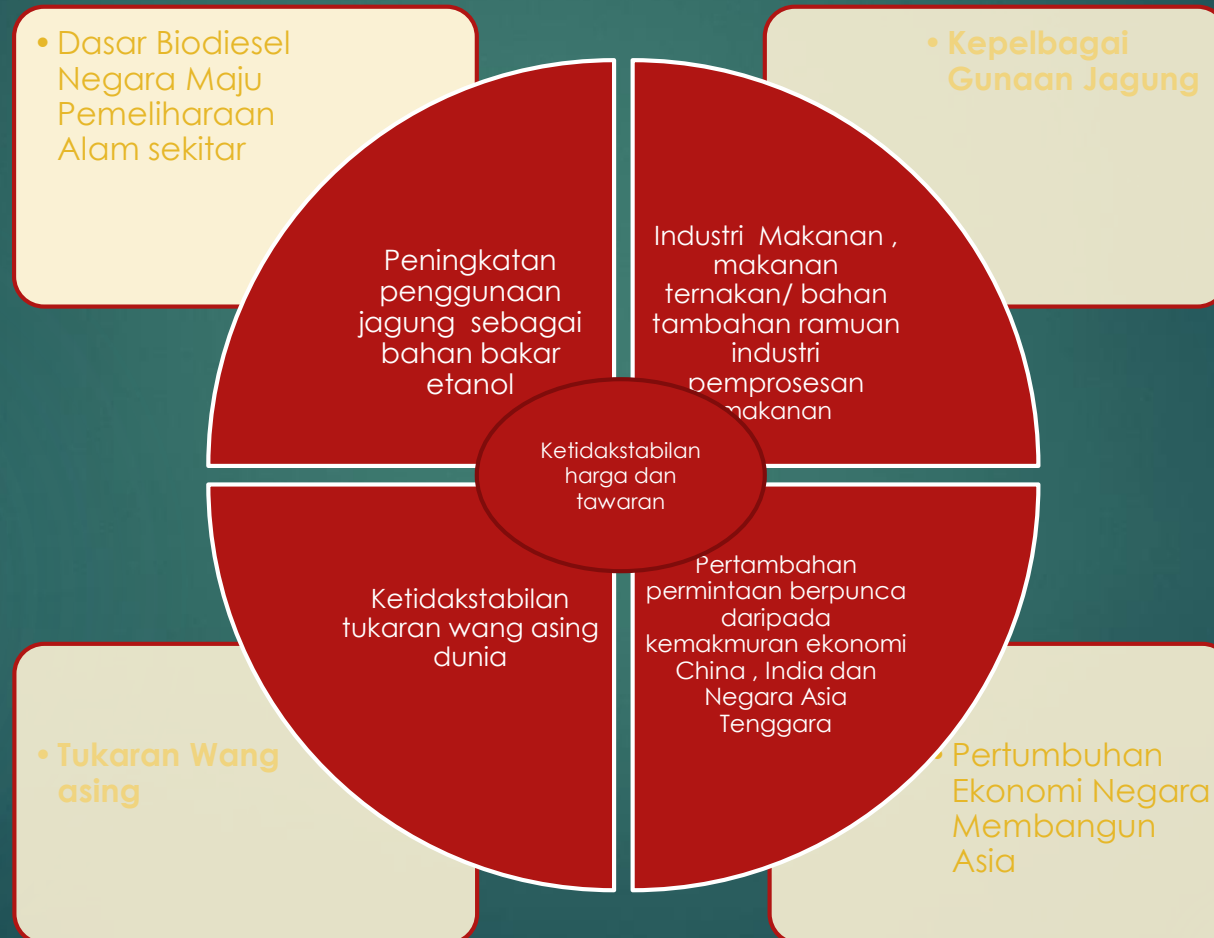 • Dasar Biodiesel
Negara Maju
Pemeliharaan
Alam sekitar
• Kepelbagai
Gunaan Jagung
Peningkatan
penggunaan
jagung sebagai
bahan bakar
etanol
Industri Makanan ,
makanan
ternakan/ bahan
tambahan ramuan
industri
pemprosesan
makanan
Ketidakstabilan
harga dan
tawaran
Ketidakstabilan
tukaran wang asing
dunia
Pertambahan
permintaan berpunca
daripada
kemakmuran ekonomi
China , India dan
Negara Asia
Tenggara
• Tukaran Wang
asing
• Pertumbuhan
Ekonomi Negara
Membangun
Asia